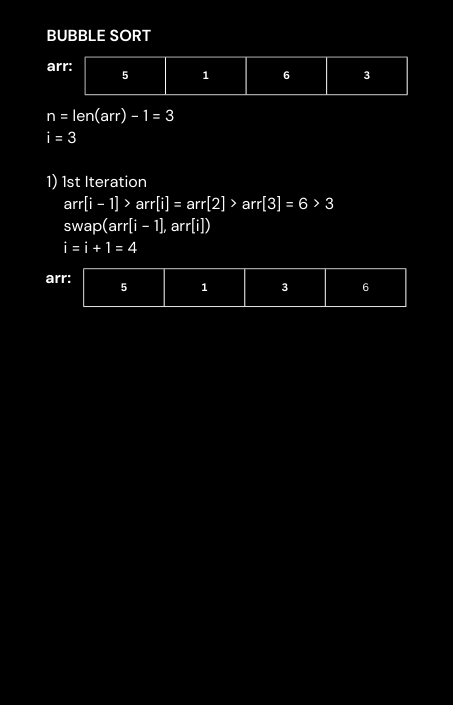 BUBBLE SORT
arr: 5 1 6 3
n = len(arr) - 1 = 3
i = 3
1) 1st Iteration
arr[i - 1] > arr[i] = arr[2] > arr[3] = 6 > 3
swap(arr[i - 1], arr[i])
i = i + 1 = 4
arr: 5 1 3 6